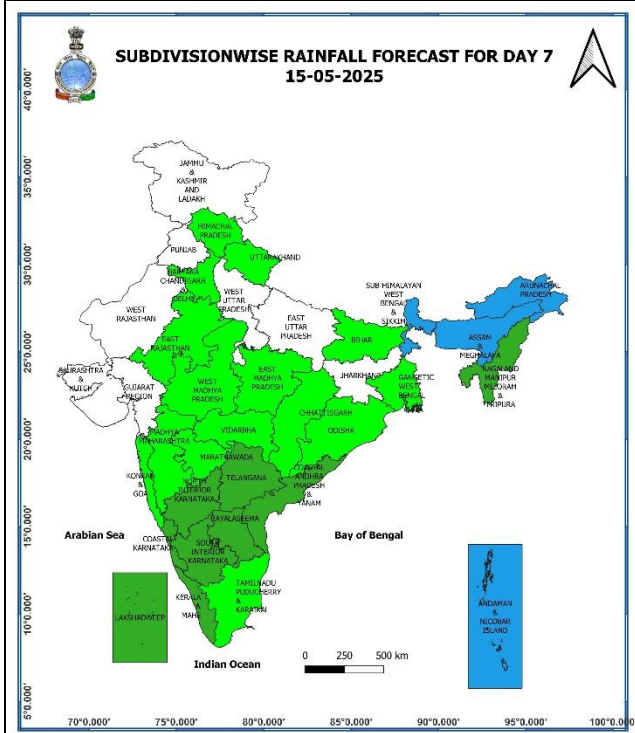 SUBDIVISIONWISE RAINFALL FORECAST FOR DAY 7
15-05-2025
40°0.000'
35°0.000'
30°0.000'
25°0.000'
20°0.000'
15°0.000'
10°0.000'
5°0.000'
JAMMU
&
KASHMIR
AND
LADAKH
HIMACHAL
PRADESH
PUNJAB
UTTARAKHAND
HARYANA
CHANDIGARH
&
DELHI
WEST
UTTAR
PRADESH
WEST
RAJASTHAN
EAST
UTTAR
PRADESH
SUB HIMALAYAN
WEST
BENGAL
&
SIKKIM
ARUNACHAL
PRADESH
EAST
RAJASTHAN
BIHAR
ASSAM
&
MEGHALAYA
SAURASHTRA
&
KUTCH
GUJARAT
REGION
WEST
MADHYA
PRADESH
EAST
MADHYA
PRADESH
JHARKHAND
GANGETIC
WEST
BENGAL
NAGALAND
MANIPUR
MIZORAM
&
TRIPURA
CHHATTISGARH
MADHYA
MAHARASHTRA
VIDARBHA
ODISHA
MARATHAWADA
KONKAN
&
GOA
NORTH
INTERIOR
KARNATAKA
TELANGANA
COASTAL
ANDHRA
PRADESH
&
YANAM
RAYALASEEMA
Arabian Sea
Bay of Bengal
COASTAL
KARNATAKA
SOUTH
INTERIOR
KARNATAKA
TAMILNADU
PUDUCHERRY
&
KARAIKAL
KERALA
&
MAHE
LAKSHADWEEP
ANDAMAN
&
NICOBAR
ISLAND
Indian Ocean
0 250 500 km
70°0.000' 75°0.000' 80°0.000' 85°0.000' 90°0.000' 95°0.000' 100°0.000'